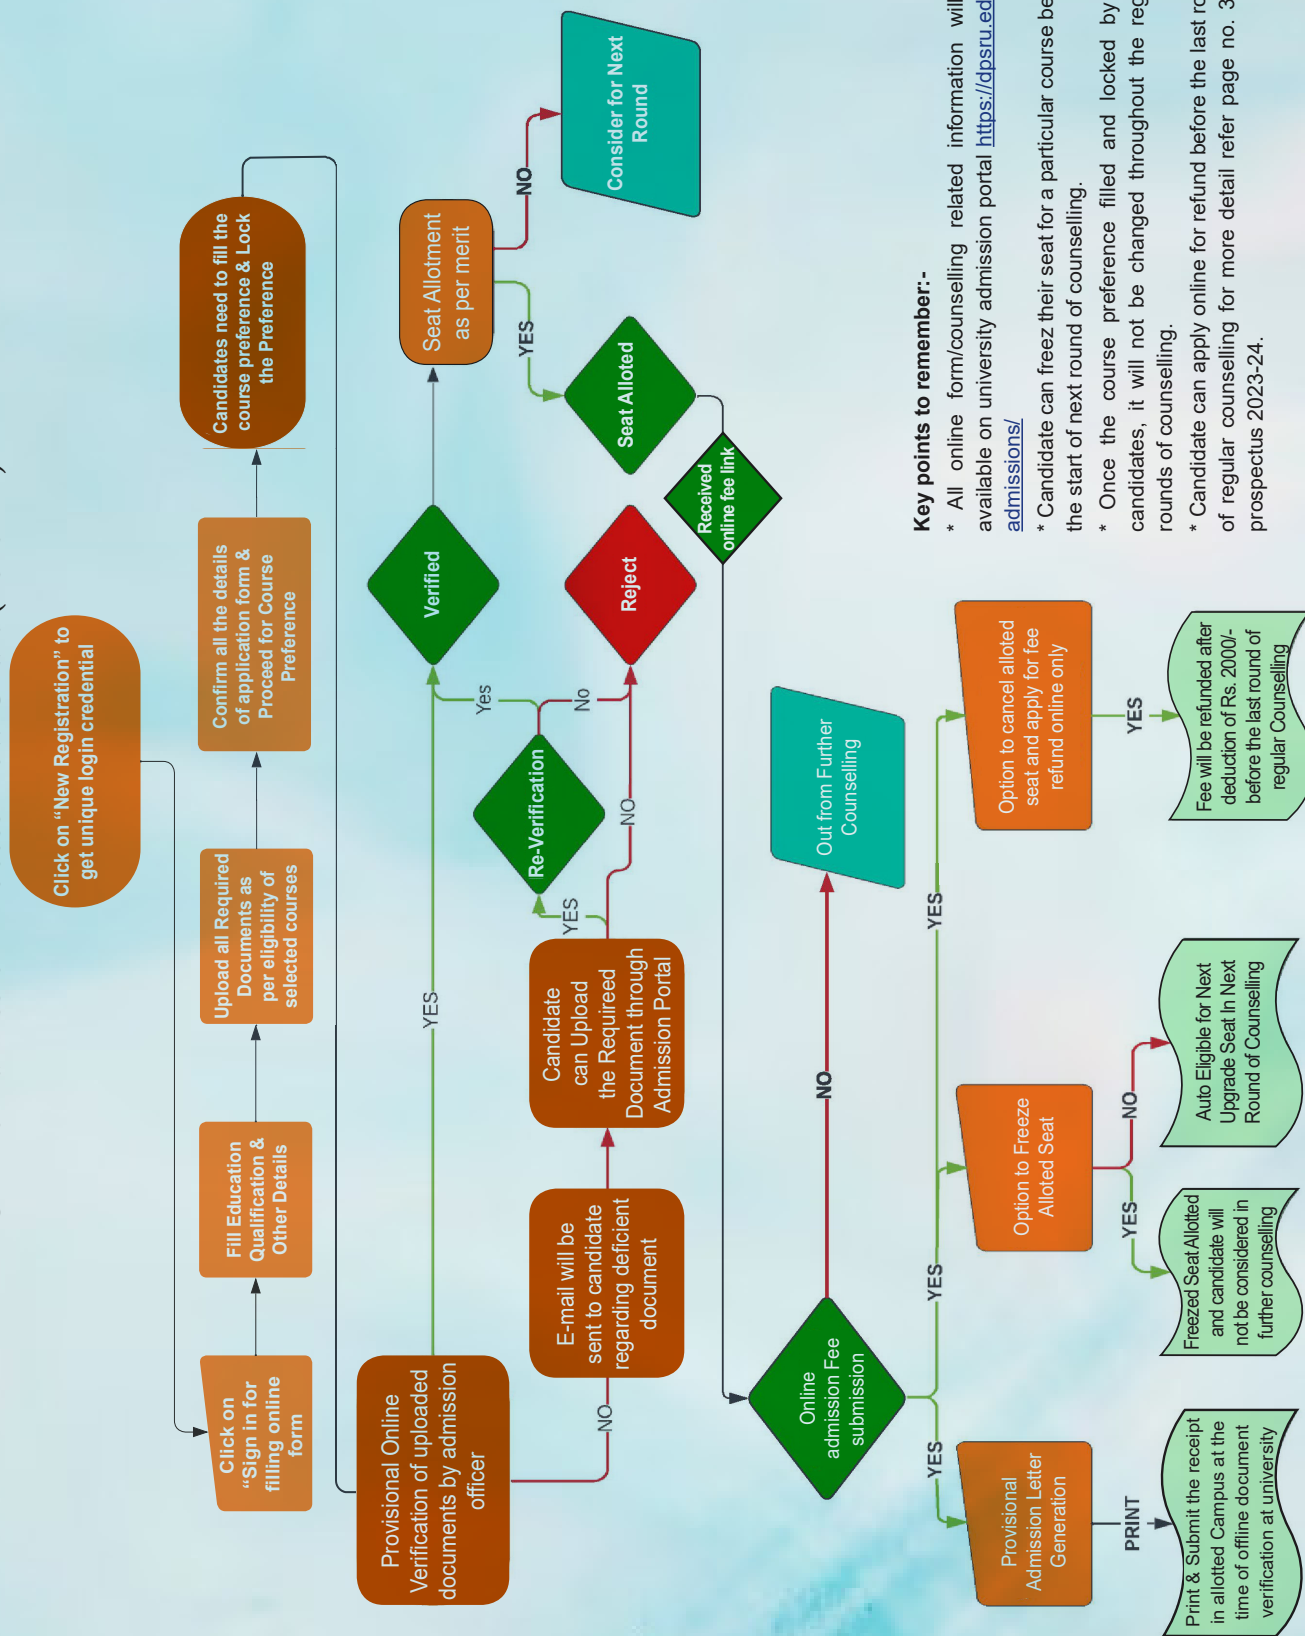 Click on “New Registration” to
get unique login credential
Click on
“Sign in for
filling online
form
Fill Education
Qualification &
Other Details
Upload all Required
Documents as
per eligibility of
selected courses
Confirm all the details
of application form &
Proceed for Course
Preference
Candidates need to fill the
course preference & Lock
the Preference
Provisional Online
Verification of uploaded
documents by admission
officer
YES
Verified
Seat Allotment
as per merit
NO
Consider for Next
Round
NO
E-mail will be
sent to candidate
regarding deficient
document
Candidate
can Upload
the Requireed
Document through
Admission Portal
YES
Re-Verification
Yes
No
NO
Reject
YES
Seat Alloted
Received
online fee link
Online
admission Fee
submission
NO
Out from Further
Counselling
YES
YES
YES
Provisional
Admission Letter
Generation
Option to Freeze
Alloted Seat
Option to cancel alloted
seat and apply for fee
refund online only
PRINT
YES
NO
YES
Print & Submit the receipt
in allotted Campus at the
time of offline document
verification at university
Freezed Seat Allotted
and candidate will
not be considered in
further counselling
Auto Eligible for Next
Upgrade Seat In Next
Round of Counselling
Fee will be refunded after
deduction of Rs. 2000/-
before the last round of
regular Counselling
Key points to remember:-
* All online form/counselling related information will
available on university admission portal https://dpsru.ed
admissions/
* Candidate can freez their seat for a particular course be
the start of next round of counselling.
* Once the course preference filled and locked by
candidates, it will not be changed throughout the reg
rounds of counselling.
* Candidate can apply online for refund before the last ro
of regular counselling for more detail refer page no. 3
prospectus 2023-24.